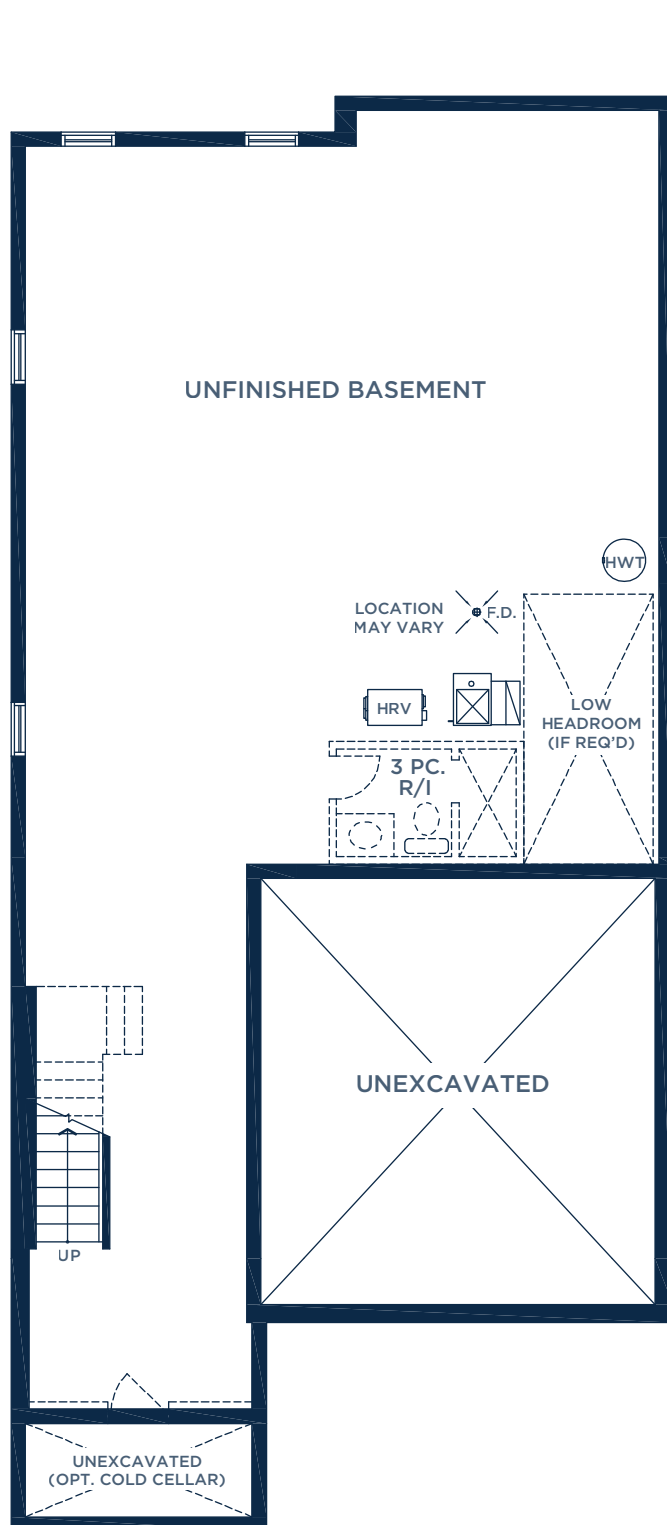 UNFINISHED BASEMENT
HWT
LOCATION
MAY VARY
F.D.
HRV
LOW
HEADROOM
(IF REQ'D)
3 PC.
R/I
UNEXCAVATED
UP
UNEXCAVATED
(OPT. COLD CELLAR)